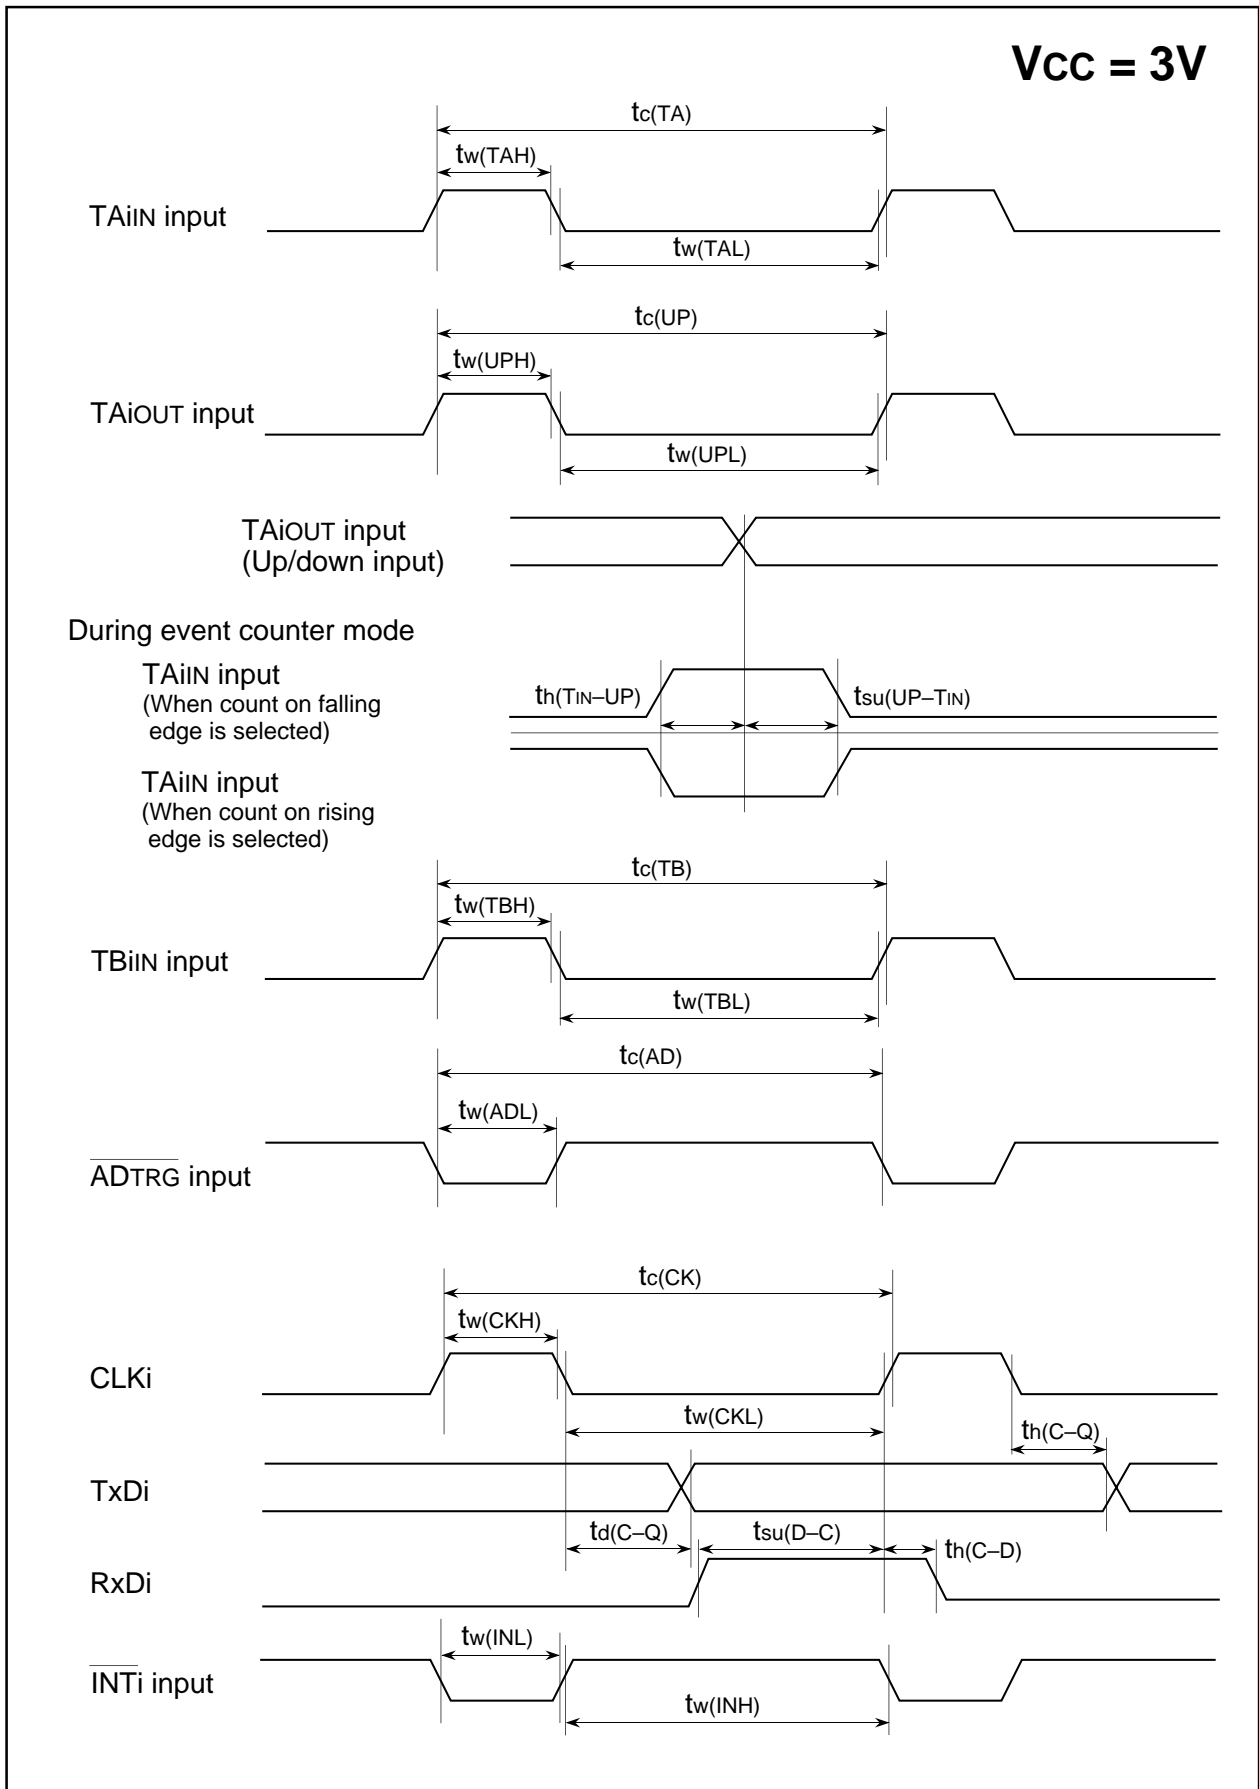 VCC = 3V
tc(TA)
tw(TAH)
TAiIN input
tw(TAL)
tc(UP)
tw(UPH)
TAiOUT input
tw(UPL)
TAiOUT input
(Up/down input)
During event counter mode
TAiIN input
(When count on falling
edge is selected)
th(TIN–UP)
tsu(UP–TIN)
TAiIN input
(When count on rising
edge is selected)
tc(TB)
tw(TBH)
TBiIN input
tw(TBL)
tc(AD)
tw(ADL)
ADTRG input
tc(CK)
tw(CKH)
CLKi
tw(CKL)
th(C–Q)
TxDi
td(C–Q)
tsu(D–C)
th(C–D)
RxDi
tw(INL)
INTi input
tw(INH)